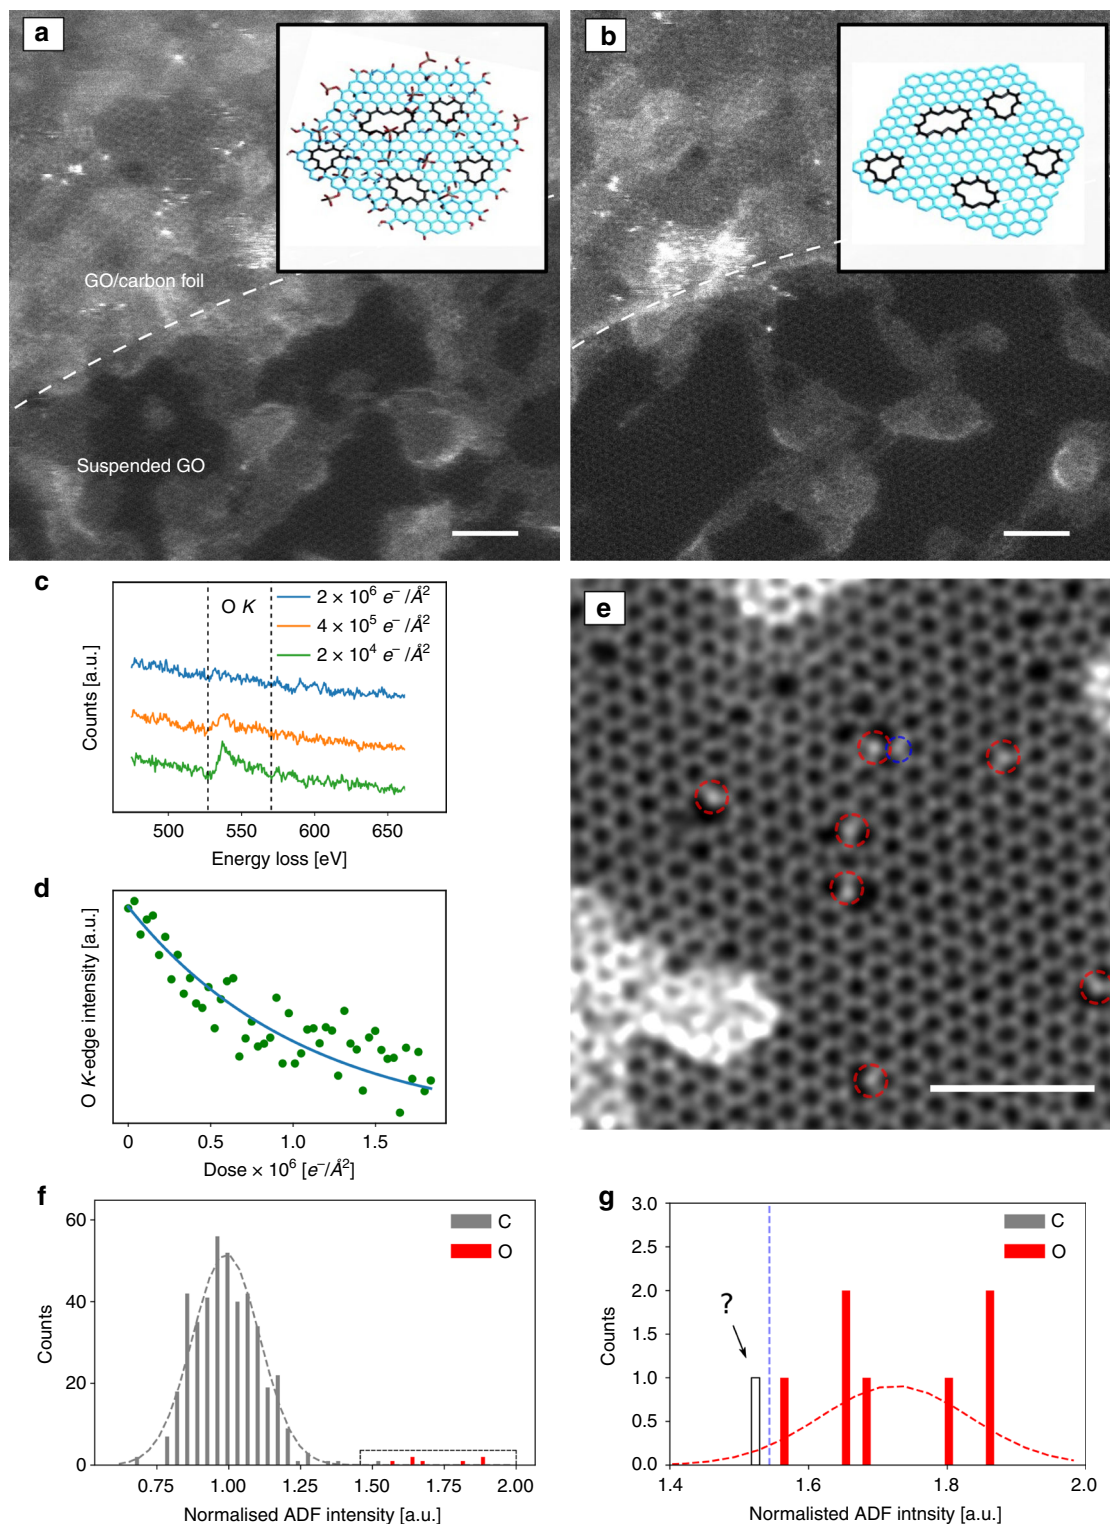 a
GO/carbon foil
Suspended GO
b
c
O K
2 × 10⁶ e⁻/Å²
4 × 10⁵ e⁻/Å²
2 × 10⁴ e⁻/Å²
Counts [a.u.]
500 550 600 650
Energy loss [eV]
d
O K-edge intensity [a.u.]
0 0.5 1.0 1.5
Dose × 10⁶ [e⁻/Å²]
e
f
C
O
60
40
20
0
Counts
0.75 1.00 1.25 1.50 1.75 2.00
Normalised ADF intensity [a.u.]
g
C
O
?
3.0
2.5
2.0
1.5
1.0
0.5
0.0
Counts
1.4 1.6 1.8 2.0
Normalisted ADF intnsity [a.u.]